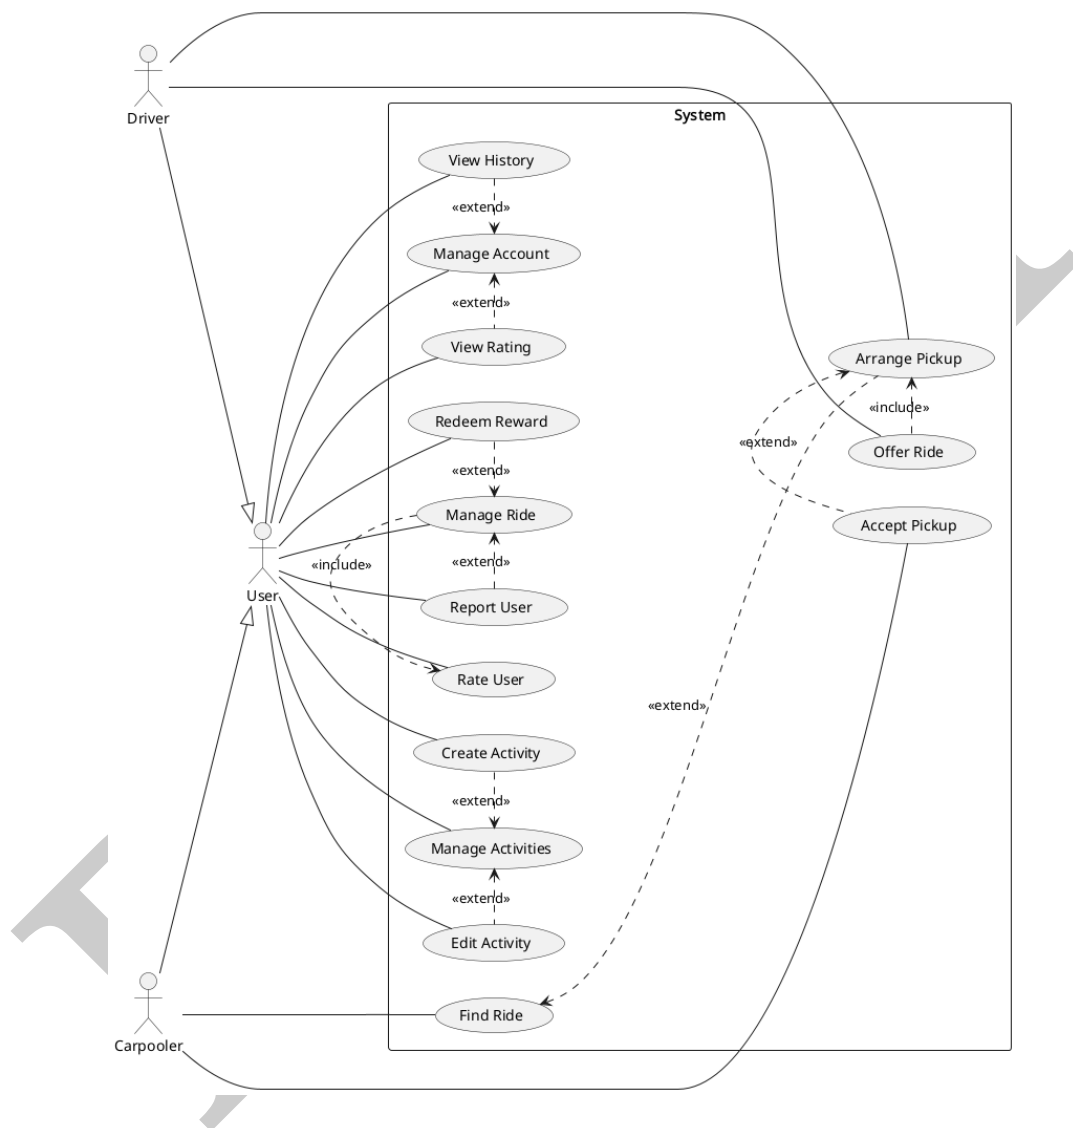 Driver
System
View History
«extend»
Manage Account
«extend»
View Rating
Arrange Pickup
Redeem Reward
«include»
«extend»
Offer Ride
«extend»
Manage Ride
Accept Pickup
User
«include»
«extend»
Report User
Rate User
«extend»
Create Activity
«extend»
Manage Activities
«extend»
Edit Activity
Find Ride
Carpooler